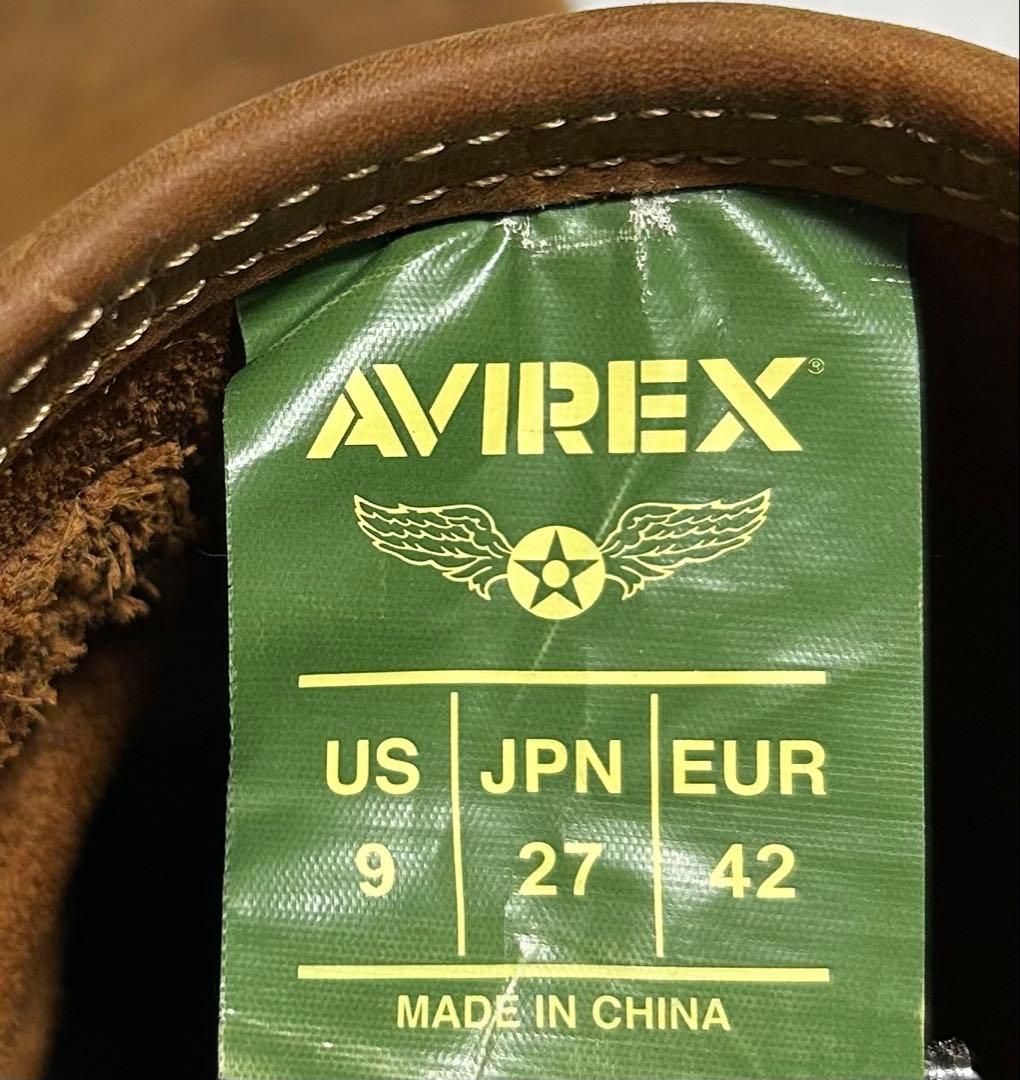 AVIREX®
US JPN EUR
9 27 42
MADE IN CHINA